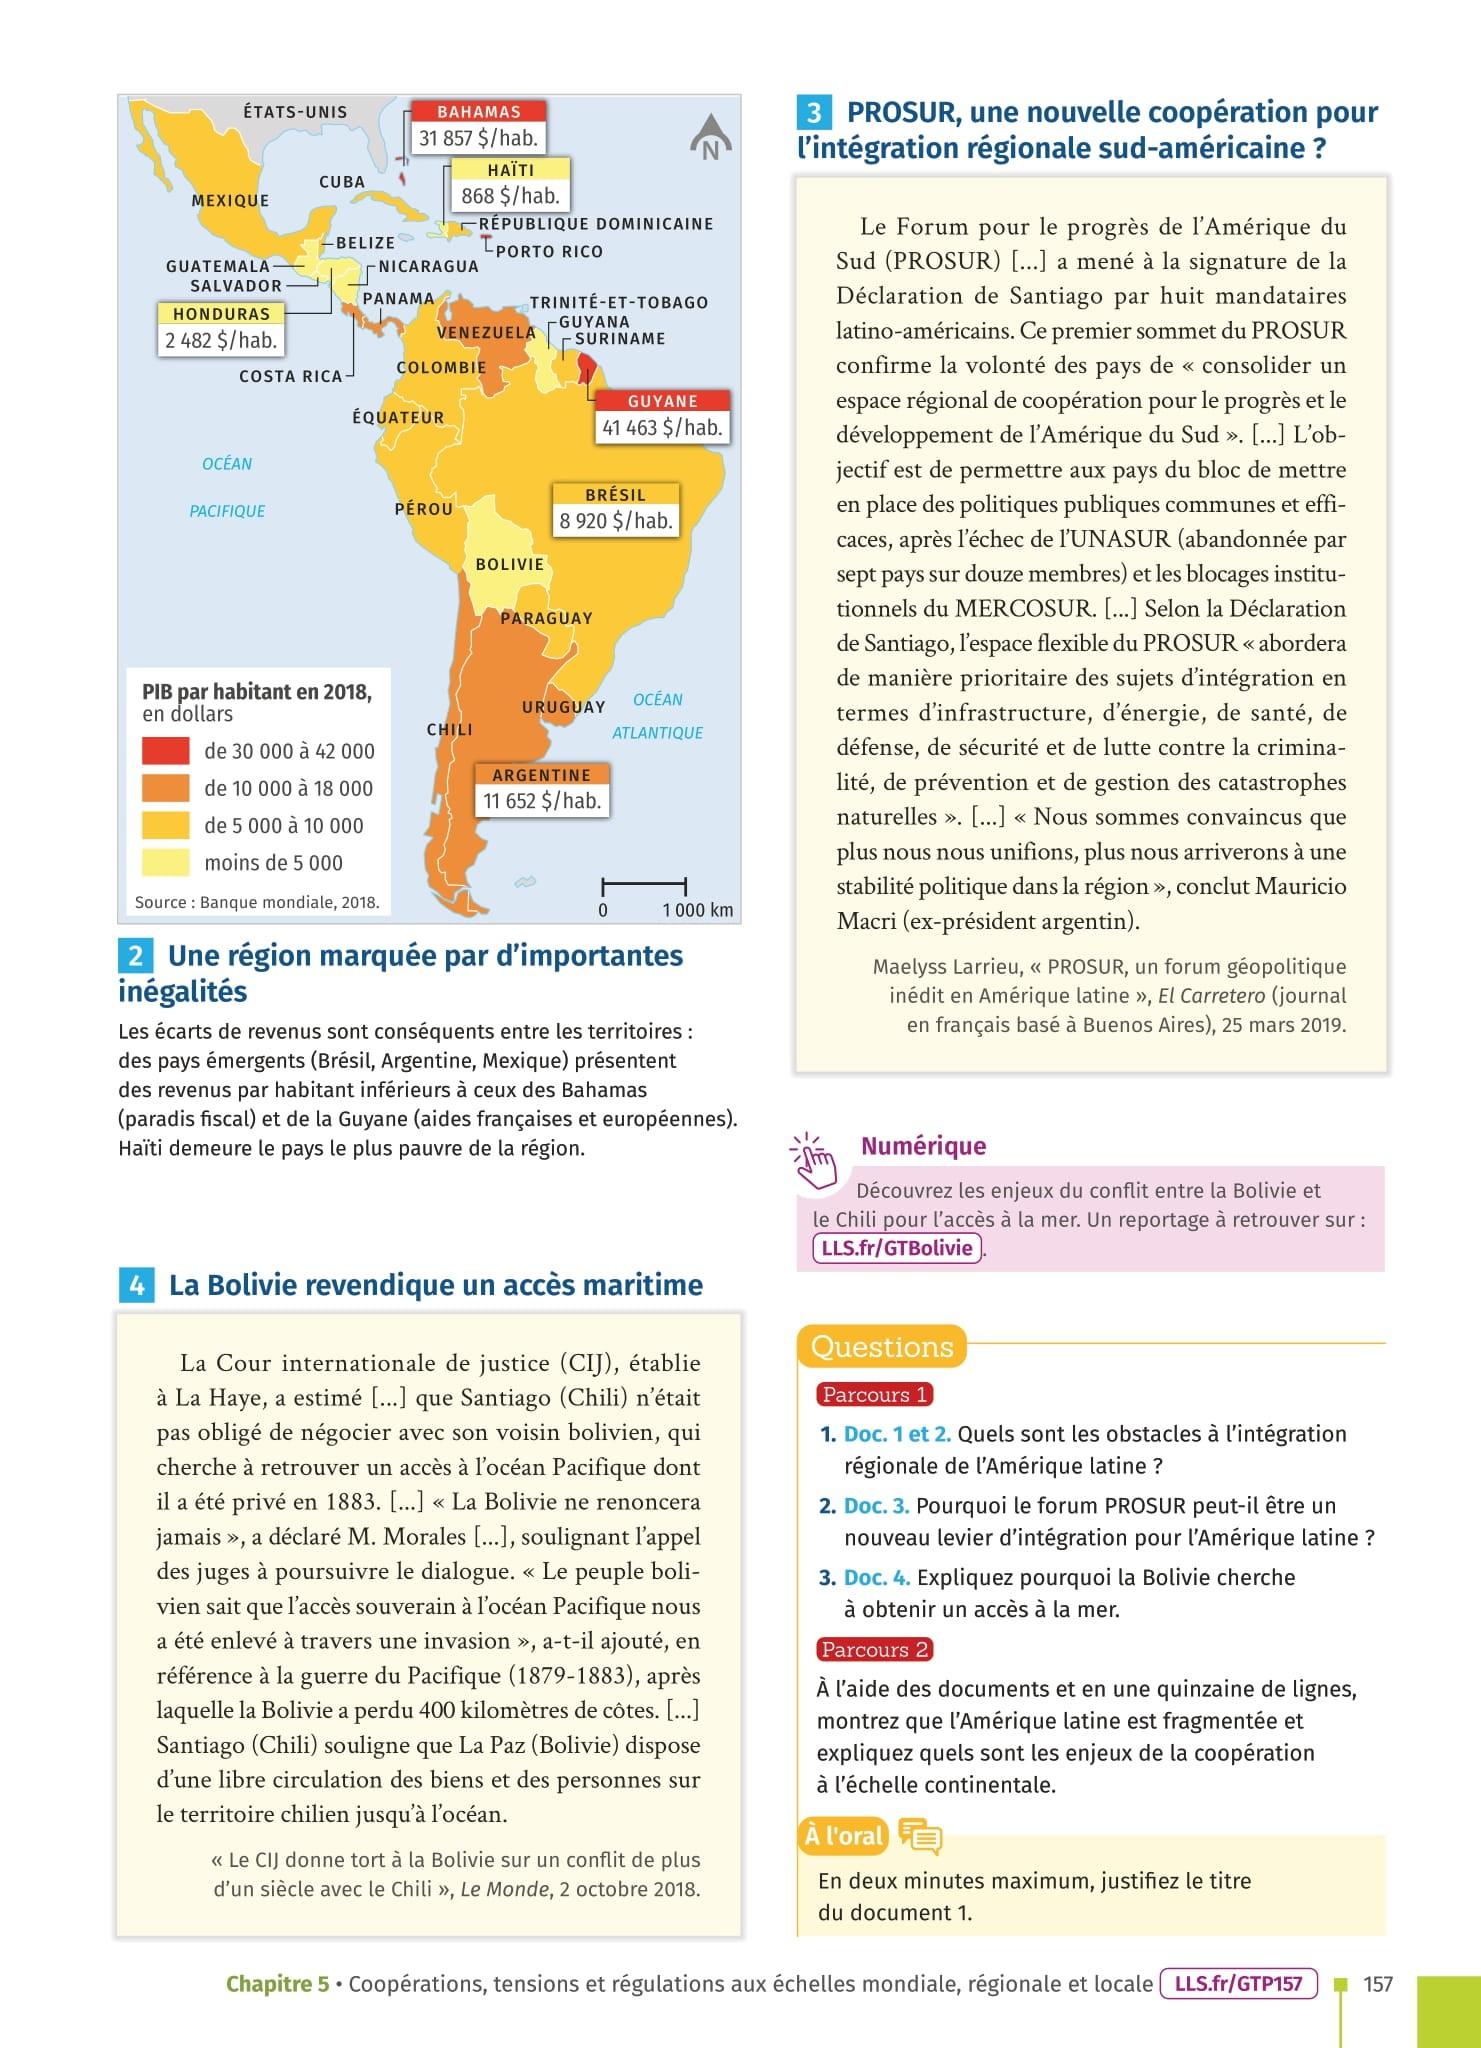 ÉTATS-UNIS
BAHAMAS
31 857 $/hab.
N
HAÏTI
868 $/hab.
CUBA
MEXIQUE
RÉPUBLIQUE DOMINICAINE
BELIZE
PORTO RICO
GUATEMALA
NICARAGUA
SALVADOR
PANAMA
TRINITÉ-ET-TOBAGO
HONDURAS
2 482 $/hab.
GUYANA
VENEZUELA
SURINAME
COLOMBIE
COSTA RICA
GUYANE
41 463 $/hab.
ÉQUATEUR
OCÉAN
PACIFIQUE
BRÉSIL
8 920 $/hab.
PÉROU
BOLIVIE
PARAGUAY
OCÉAN
ATLANTIQUE
URUGUAY
CHILI
ARGENTINE
11 652 $/hab.
PIB par habitant en 2018,
en dollars
de 30 000 à 42 000
de 10 000 à 18 000
de 5 000 à 10 000
moins de 5 000
Source : Banque mondiale, 2018.
0 1 000 km
2 Une région marquée par d’importantes
inégalités
Les écarts de revenus sont conséquents entre les territoires :
des pays émergents (Brésil, Argentine, Mexique) présentent
des revenus par habitant inférieurs à ceux des Bahamas
(paradis fiscal) et de la Guyane (aides françaises et européennes).
Haïti demeure le pays le plus pauvre de la région.
4 La Bolivie revendique un accès maritime
La Cour internationale de justice (CIJ), établie
à La Haye, a estimé [...] que Santiago (Chili) n’était
pas obligé de négocier avec son voisin bolivien, qui
cherche à retrouver un accès à l’océan Pacifique dont
il a été privé en 1883. [...] « La Bolivie ne renoncera
jamais », a déclaré M. Morales [...], soulignant l’appel
des juges à poursuivre le dialogue. « Le peuple boli-
vien sait que l’accès souverain à l’océan Pacifique nous
a été enlevé à travers une invasion », a-t-il ajouté, en
référence à la guerre du Pacifique (1879-1883), après
laquelle la Bolivie a perdu 400 kilomètres de côtes. [...]
Santiago (Chili) souligne que La Paz (Bolivie) dispose
d’une libre circulation des biens et des personnes sur
le territoire chilien jusqu’à l’océan.
« Le CIJ donne tort à la Bolivie sur un conflit de plus
d’un siècle avec le Chili », Le Monde, 2 octobre 2018.
3 PROSUR, une nouvelle coopération pour
l’intégration régionale sud-américaine ?
Le Forum pour le progrès de l’Amérique du
Sud (PROSUR) [...] a mené à la signature de la
Déclaration de Santiago par huit mandataires
latino-américains. Ce premier sommet du PROSUR
confirme la volonté des pays de « consolider un
espace régional de coopération pour le progrès et le
développement de l’Amérique du Sud ». [...] L’ob-
jectif est de permettre aux pays du bloc de mettre
en place des politiques publiques communes et effi-
caces, après l’échec de l’UNASUR (abandonnée par
sept pays sur douze membres) et les blocages institu-
tionnels du MERCOSUR. [...] Selon la Déclaration
de Santiago, l’espace flexible du PROSUR « abordera
de manière prioritaire des sujets d’intégration en
termes d’infrastructure, d’énergie, de santé, de
défense, de sécurité et de lutte contre la crimina-
lité, de prévention et de gestion des catastrophes
naturelles ». [...] « Nous sommes convaincus que
plus nous nous unifions, plus nous arriverons à une
stabilité politique dans la région », conclut Mauricio
Macri (ex-président argentin).
Maelyss Larrieu, « PROSUR, un forum géopolitique
inédit en Amérique latine », El Carretero (journal
en français basé à Buenos Aires), 25 mars 2019.
Numérique
Découvrez les enjeux du conflit entre la Bolivie et
le Chili pour l’accès à la mer. Un reportage à retrouver sur :
LLS.fr/GTBolivie.
Questions
Parcours 1
1. Doc. 1 et 2. Quels sont les obstacles à l’intégration
régionale de l’Amérique latine ?
2. Doc. 3. Pourquoi le forum PROSUR peut-il être un
nouveau levier d’intégration pour l’Amérique latine ?
3. Doc. 4. Expliquez pourquoi la Bolivie cherche
à obtenir un accès à la mer.
Parcours 2
À l’aide des documents et en une quinzaine de lignes,
montrez que l’Amérique latine est fragmentée et
expliquez quels sont les enjeux de la coopération
à l’échelle continentale.
À l'oral
En deux minutes maximum, justifiez le titre
du document 1.
Chapitre 5 • Coopérations, tensions et régulations aux échelles mondiale, régionale et locale LLS.fr/GTP157 157